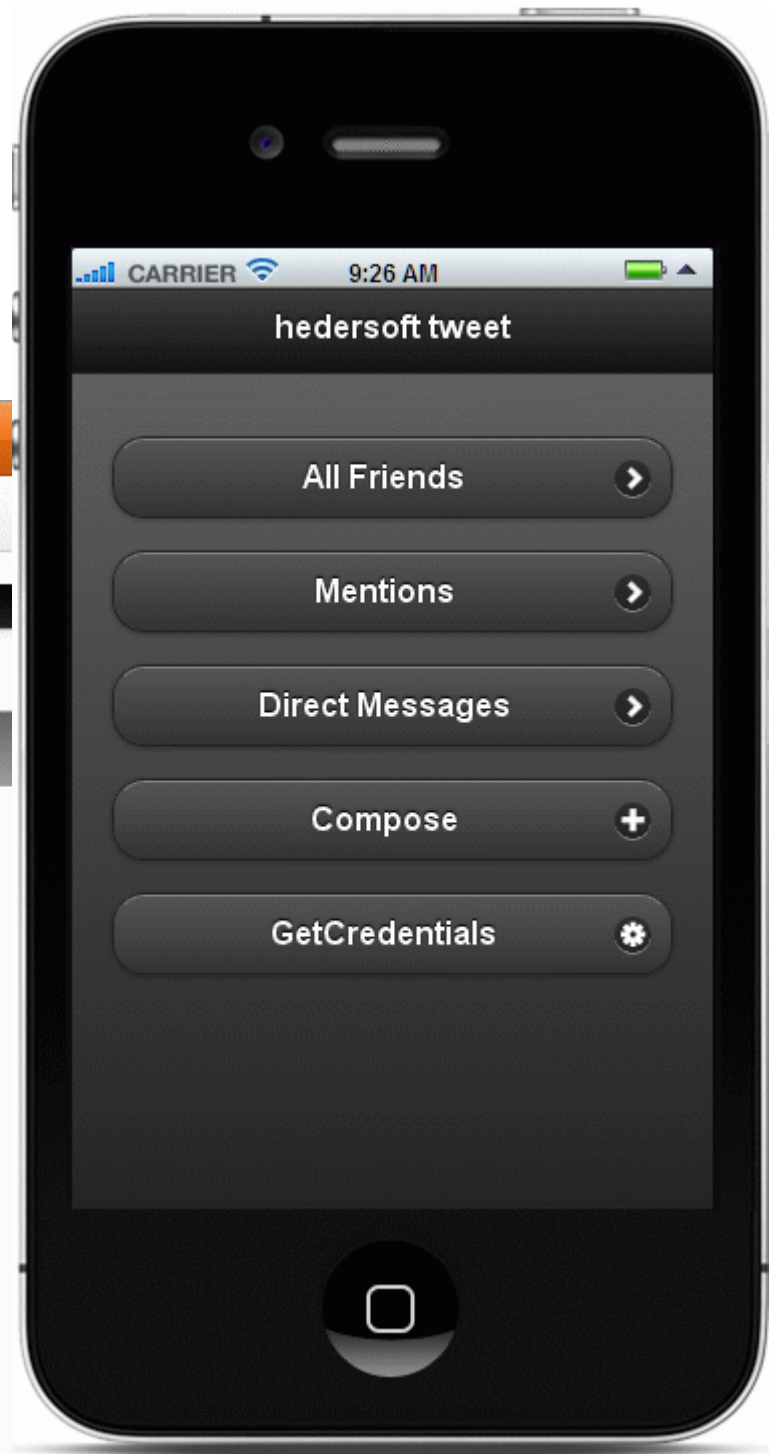 CARRIER 9:26 AM
hedersoft tweet
All Friends
Mentions
Direct Messages
Compose
GetCredentials